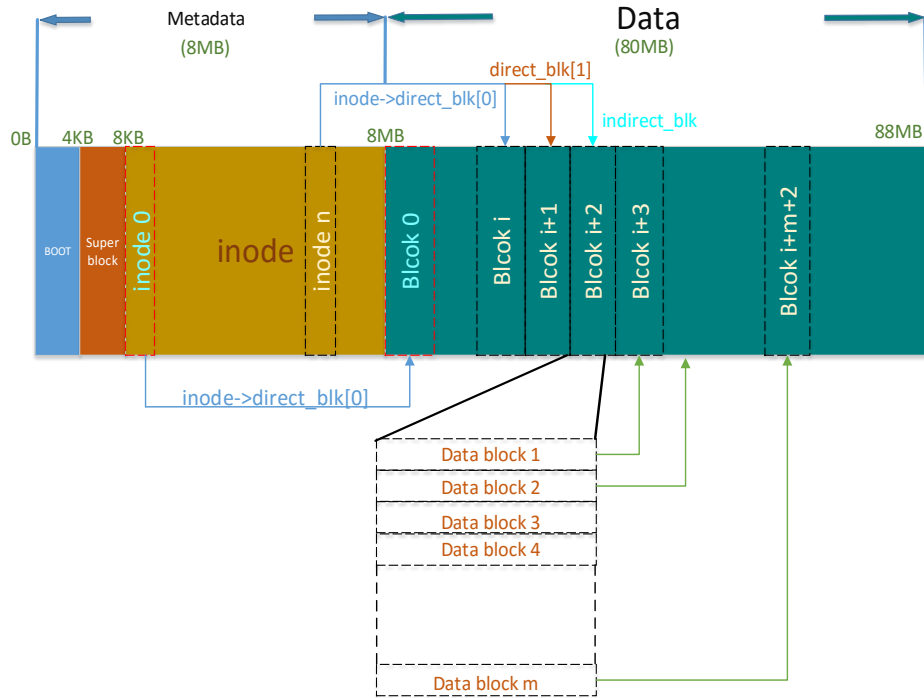 Metadata
(8MB)
Data
(80MB)
direct_blk[1]
inode->direct_blk[0]
indirect_blk
0B
4KB
8KB
8MB
88MB
BOOT
Super
block
inode 0
inode
inode n
Blcok 0
Blcok i
Blcok i+1
Blcok i+2
Blcok i+3
Blcok i+m+2
inode->direct_blk[0]
Data block 1
Data block 2
Data block 3
Data block 4
Data block m